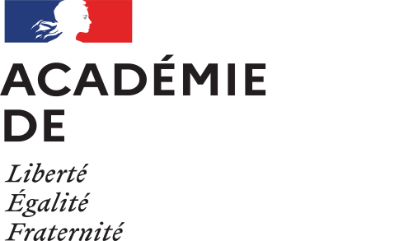 ACADÉMIE
DE
Liberté
Égalité
Fraternité